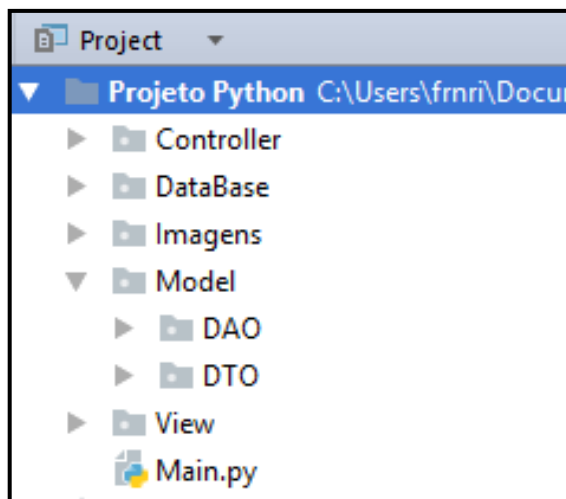 Project
Projeto Python C:\Users\frnri\Docu
Controller
DataBase
Imagens
Model
DAO
DTO
View
Main.py